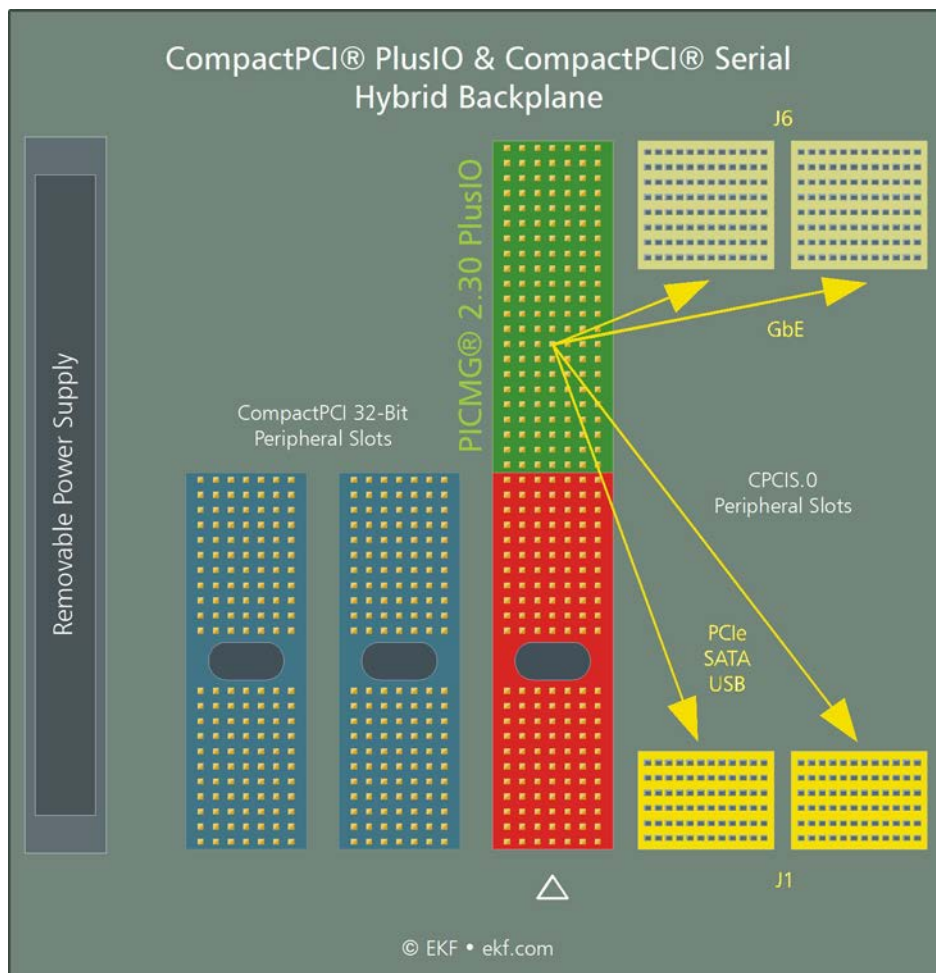 CompactPCI® PlusIO & CompactPCI® Serial
Hybrid Backplane
J6
PICMG® 2.30 PlusIO
GbE
Removable Power Supply
CompactPCI 32-Bit
Peripheral Slots
CPCIS.0
Peripheral Slots
PCIe
SATA
USB
J1
© EKF • ekf.com